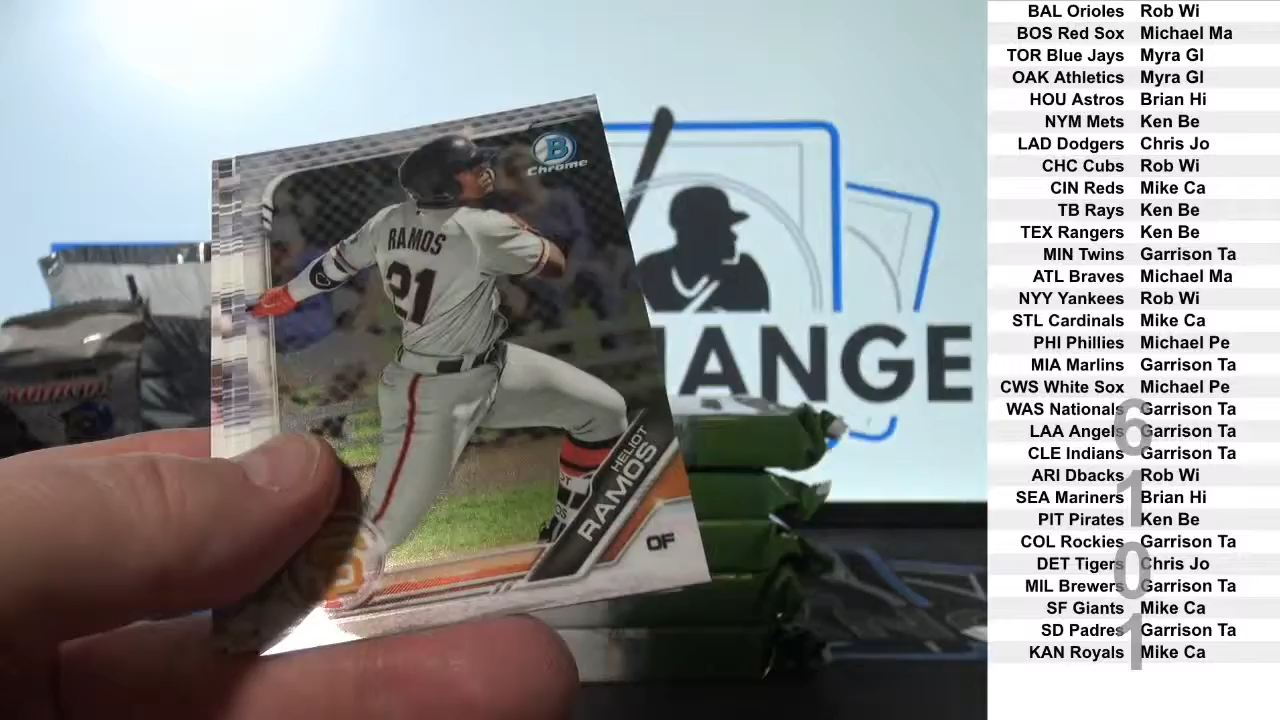 B
Chrome
RAMOS
21
HELIOT
RAMOS
OF
ANGE
BAL Orioles Rob Wi
BOS Red Sox Michael Ma
TOR Blue Jays Myra Gl
OAK Athletics Myra Gl
HOU Astros Brian Hi
NYM Mets Ken Be
LAD Dodgers Chris Jo
CHC Cubs Rob Wi
CIN Reds Mike Ca
TB Rays Ken Be
TEX Rangers Ken Be
MIN Twins Garrison Ta
ATL Braves Michael Ma
NYY Yankees Rob Wi
STL Cardinals Mike Ca
PHI Phillies Michael Pe
MIA Marlins Garrison Ta
CWS White Sox Michael Pe
WAS Nationals Garrison Ta
LAA Angels Garrison Ta
CLE Indians Garrison Ta
ARI Dbacks Rob Wi
SEA Mariners Brian Hi
PIT Pirates Ken Be
COL Rockies Garrison Ta
DET Tigers Chris Jo
MIL Brewers Garrison Ta
SF Giants Mike Ca
SD Padres Garrison Ta
KAN Royals Mike Ca
6
1
0
1